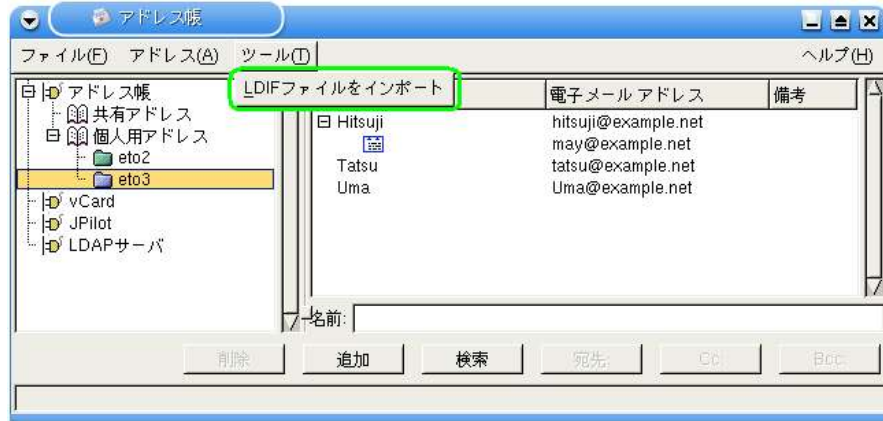 アドレス帳
ファイル(F) アドレス(A) ツール(T) ヘルプ(H)
LDIFファイルをインポート
電子メール アドレス 備考
アドレス帳
共有アドレス
個人用アドレス
eto2
eto3
vCard
JPilot
LDAPサーバ
Hitsuji hitsuji@example.net
may@example.net
Tatsu tatsu@example.net
Uma Uma@example.net
名前:
削除 追加 検索 宛先: Cc: Bcc: